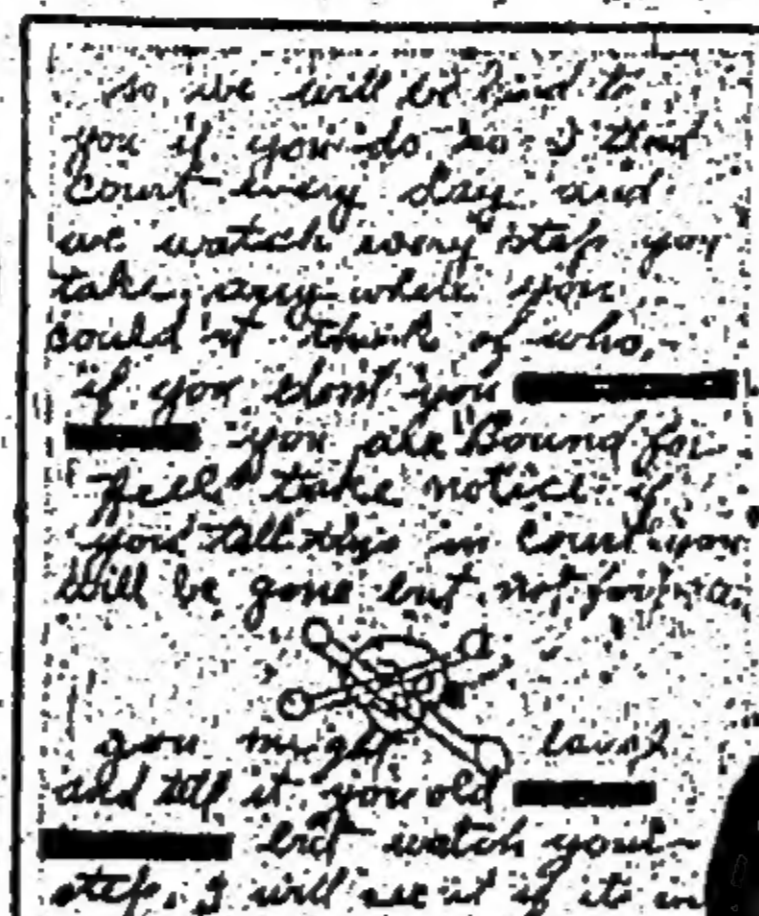 so, we will be kind to
you if you do so. I tend
Court every day and
we watch every step you
take, any where you
could n't think of who,
if you dont you
you are Bound for
Hell take notice if
you tell this in Court you
will be gone but not
you might laugh
and tell it, you old
but watch your
step, I will see it if its in